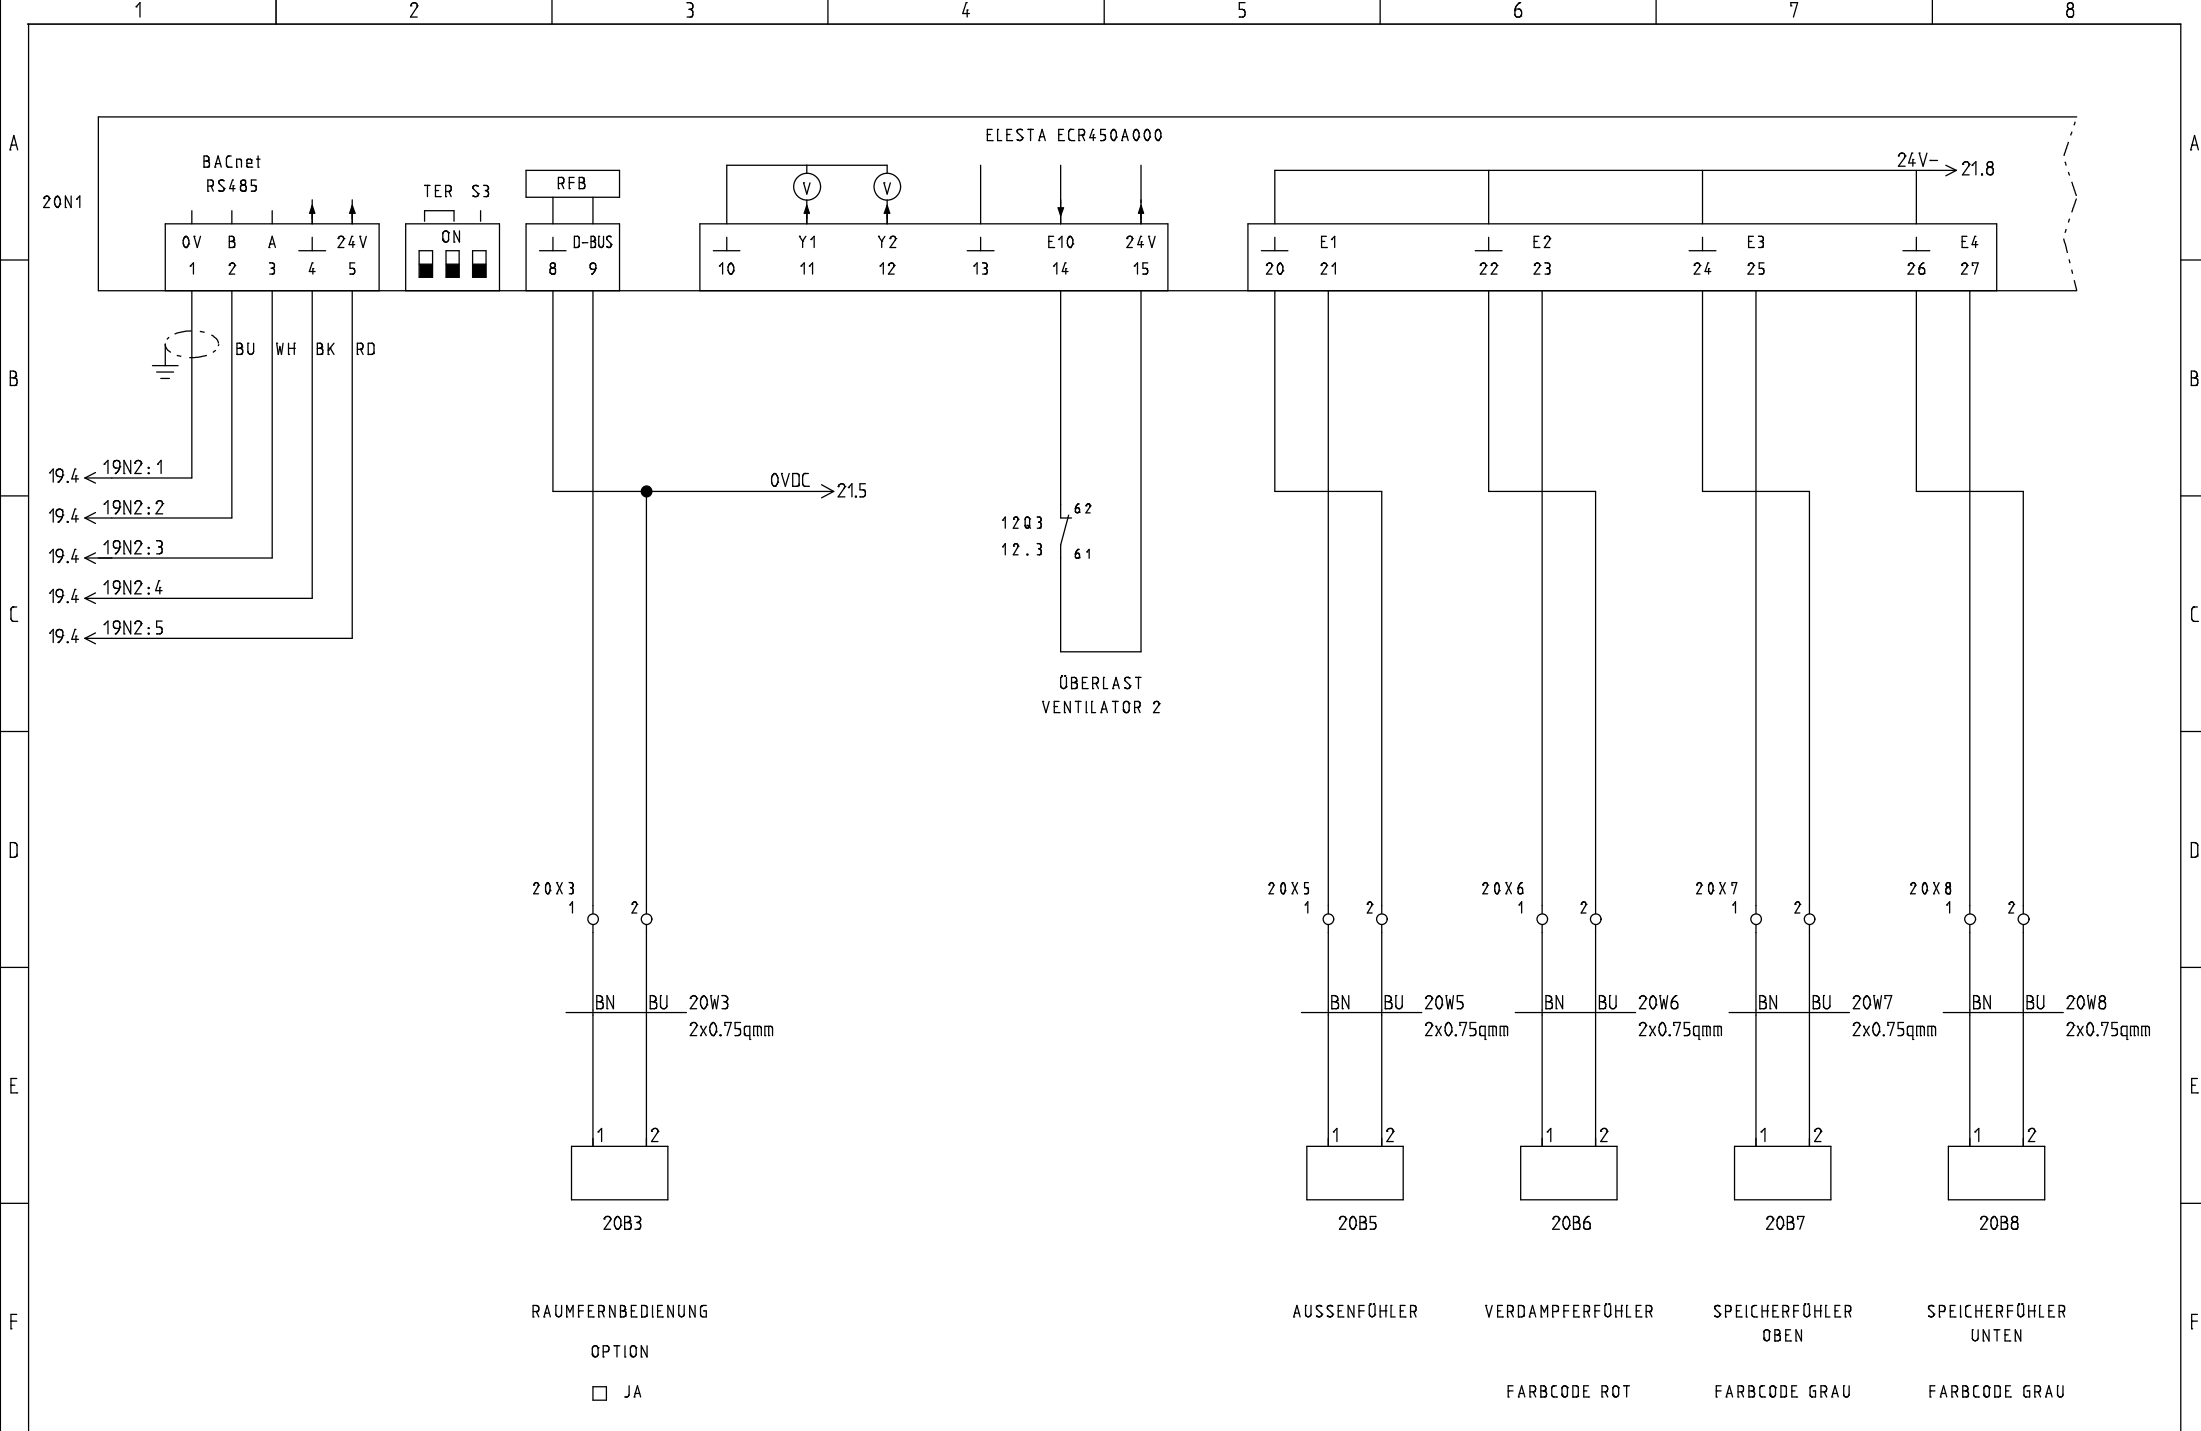 1 2 3 4 5 6 7 8
A A
ELESTA ECR450A000
BACnet
RS485
24V- 21.8
20N1
TER S3
RFB
V V
0V B A 24V
ON
D-BUS
Y1 Y2 E10 24V
E1 E2 E3 E4
1 2 3 4 5
8 9
10 11 12 13 14 15
20 21 22 23 24 25 26 27
BU WH BK RD
B B
19.4 19N2:1
0VDC 21.5
19.4 19N2:2
12Q3 62
12.3 61
19.4 19N2:3
19.4 19N2:4
C C
19.4 19N2:5
ÜBERLAST
VENTILATOR 2
D D
20X3 20X5 20X6 20X7 20X8
1 2 1 2 1 2 1 2 1 2
BN BU 20W3 BN BU 20W5 BN BU 20W6 BN BU 20W7 BN BU 20W8
2x0.75qmm 2x0.75qmm 2x0.75qmm 2x0.75qmm 2x0.75qmm
E E
1 2 1 2 1 2 1 2 1 2
20B3 20B5 20B6 20B7 20B8
F F
RAUMFERNBEDIENUNG
OPTION
JA
AUSSENFÜHLER
VERDAMPFERFÜHLER
FARBCODE ROT
SPEICHERFÜHLER
OBEN
FARBCODE GRAU
SPEICHERFÜHLER
UNTEN
FARBCODE GRAU